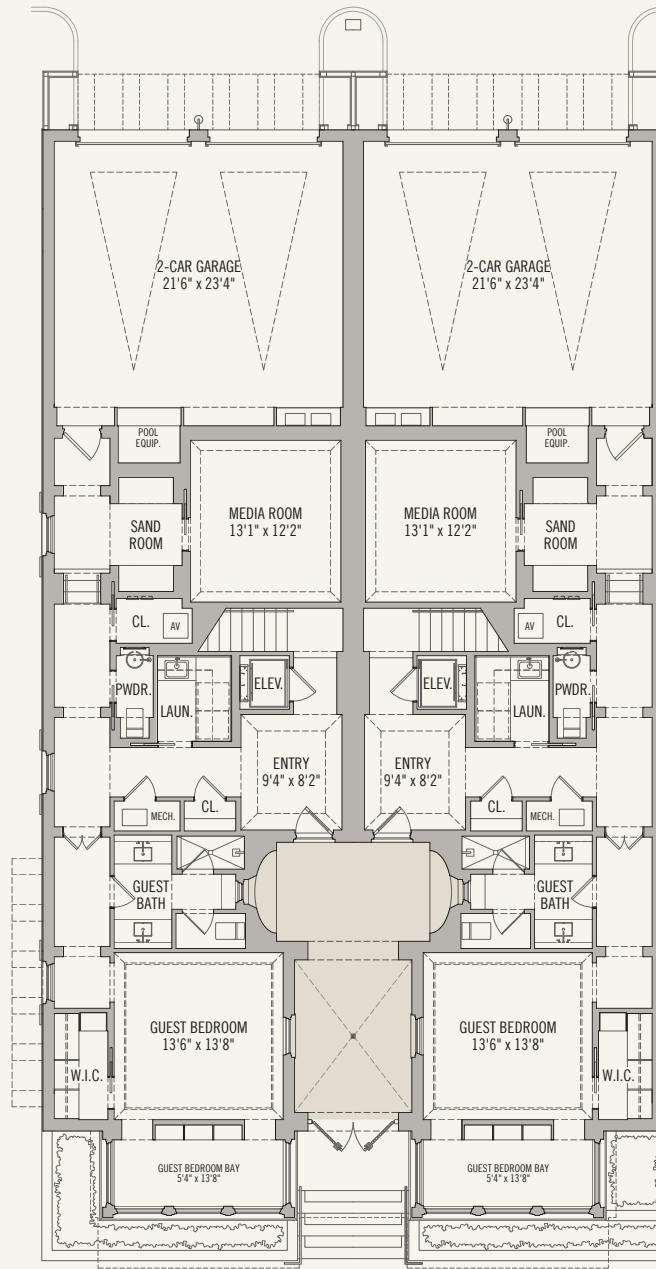 2-CAR GARAGE
21'6" x 23'4"
2-CAR GARAGE
21'6" x 23'4"
POOL
EQUIP.
POOL
EQUIP.
MEDIA ROOM
13'1" x 12'2"
MEDIA ROOM
13'1" x 12'2"
SAND
ROOM
SAND
ROOM
CL.
AV
AV
CL.
PWDR.
LAUN.
ELEV.
ELEV.
LAUN.
PWDR.
ENTRY
9'4" x 8'2"
ENTRY
9'4" x 8'2"
MECH.
CL.
CL.
MECH.
GUEST
BATH
GUEST
BATH
GUEST BEDROOM
13'6" x 13'8"
GUEST BEDROOM
13'6" x 13'8"
W.I.C.
W.I.C.
GUEST BEDROOM BAY
5'4" x 13'8"
GUEST BEDROOM BAY
5'4" x 13'8"